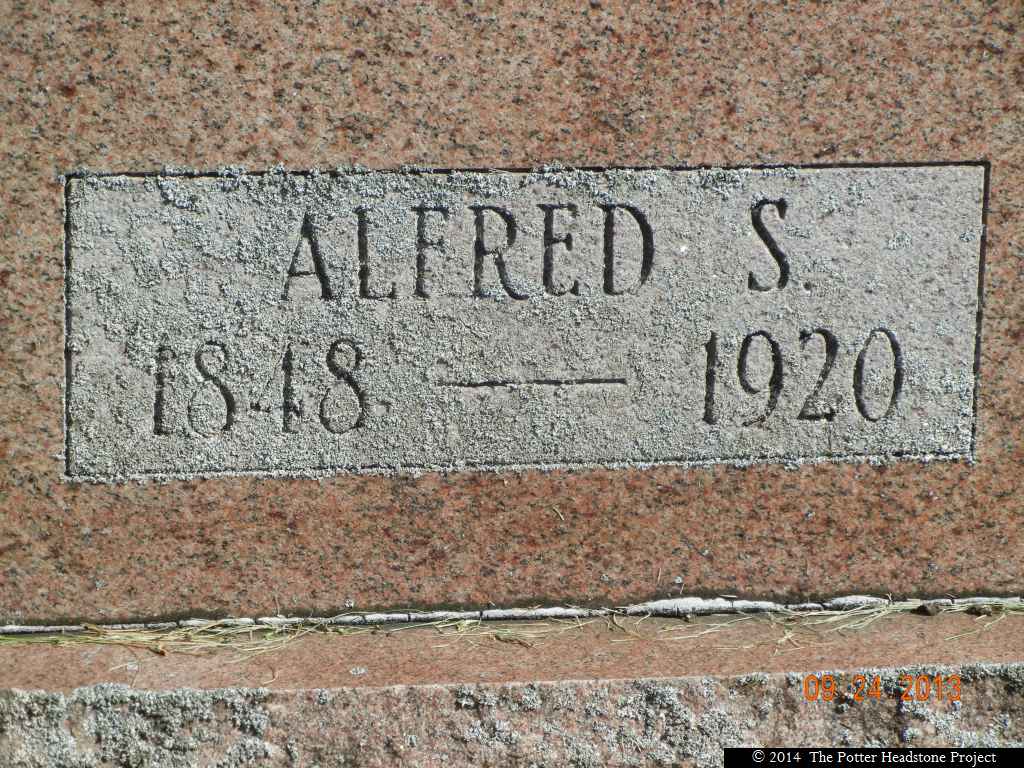 ALFRED S.
1848 — 1920
09 24 2013
© 2014 The Potter Headstone Project